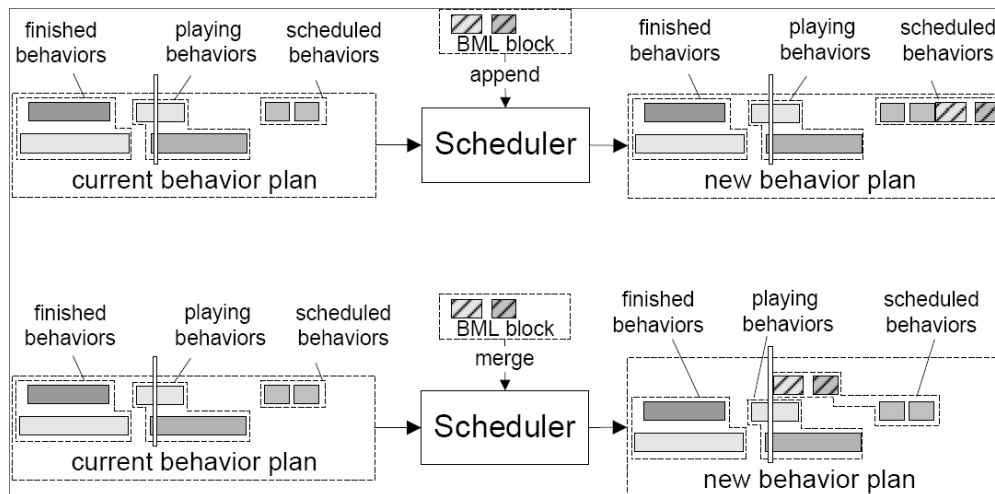 finished
behaviors
playing
behaviors
scheduled
behaviors
BML block
append
Scheduler
current behavior plan
finished
behaviors
playing
behaviors
scheduled
behaviors
new behavior plan
finished
behaviors
playing
behaviors
scheduled
behaviors
BML block
merge
Scheduler
current behavior plan
finished
behaviors
playing
behaviors
scheduled
behaviors
new behavior plan